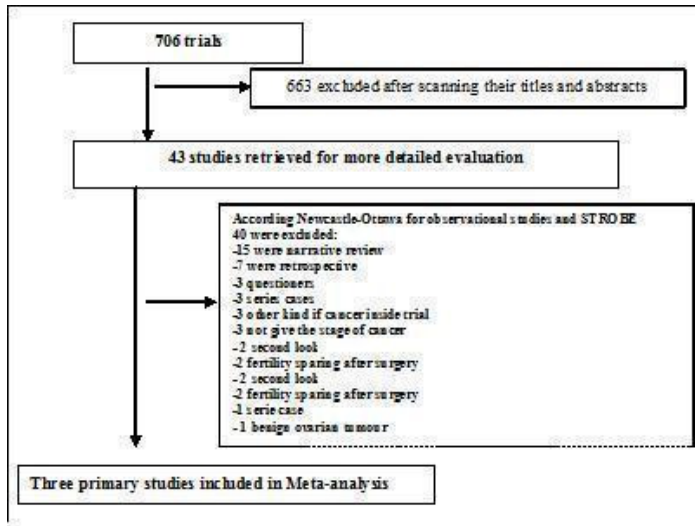 706 trials
663 excluded after scanning their titles and abstracts
43 studies retrieved for more detailed evaluation
According Newcastle-Ottawa for observational studies and STROBE
40 were excluded:
-15 were narrative review
-7 were retrospective
-3 questioners
-3 series cases
-3 other kind if cancer inside trial
-3 not give the stage of cancer
-2 second look
-2 fertility sparing after surgery
-2 second look
-2 fertility sparing after surgery
-1 serie case
-1 benign ovarian tumour
Three primary studies included in Meta-analysis